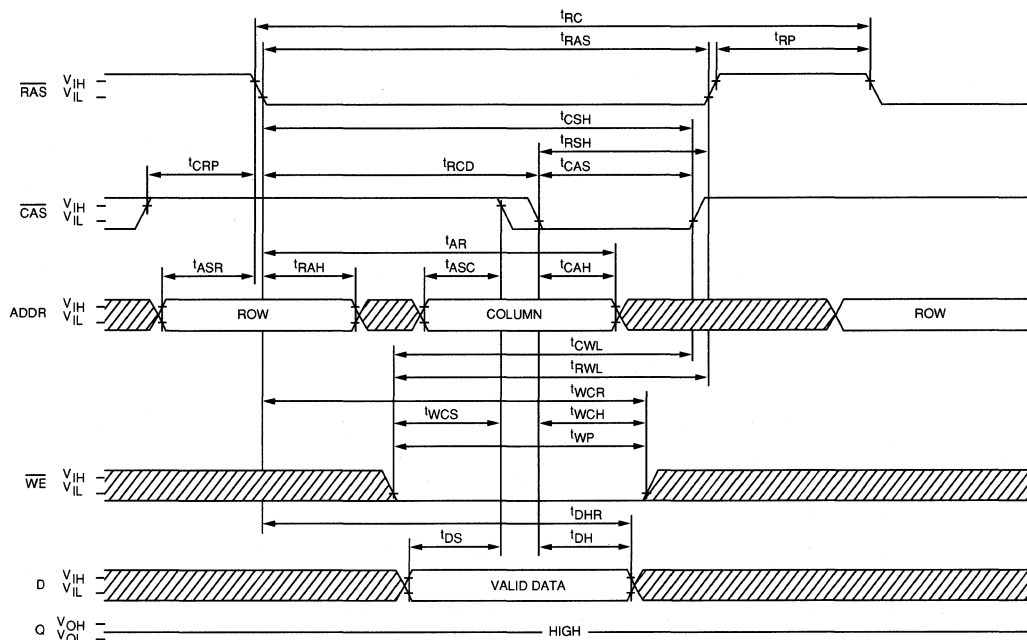 tRC
tRAS
tRP
RAS VIH
VIL
tCSH
tRSH
tCRP tRCD tCAS
CAS VIH
VIL
tAR
tASR tRAH tASC tCAH
ADDR VIH
VIL
ROW COLUMN ROW
tCWL
tRWL
tWCR
tWCS tWCH
tWP
WE VIH
VIL
tDHR
tDS tDH
D VIH
VIL
VALID DATA
Q VOH
VOL
HIGH